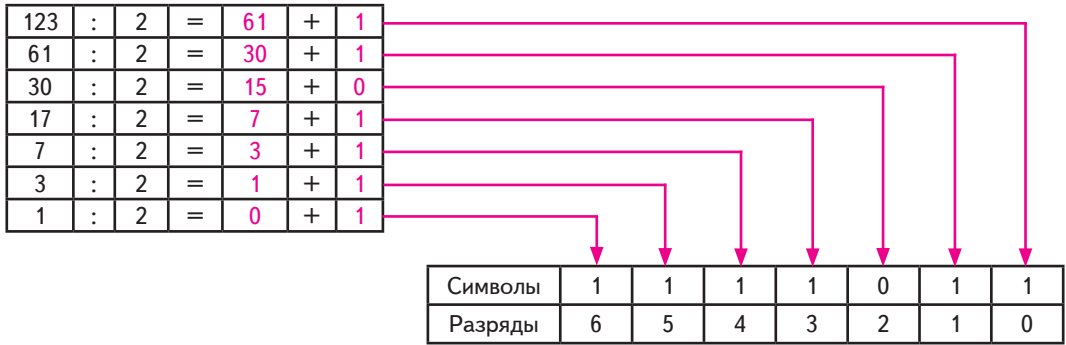 123 : 2 = 61 + 1
61 : 2 = 30 + 1
30 : 2 = 15 + 0
17 : 2 = 7 + 1
7 : 2 = 3 + 1
3 : 2 = 1 + 1
1 : 2 = 0 + 1
Символы 1 1 1 1 0 1 1
Разряды 6 5 4 3 2 1 0